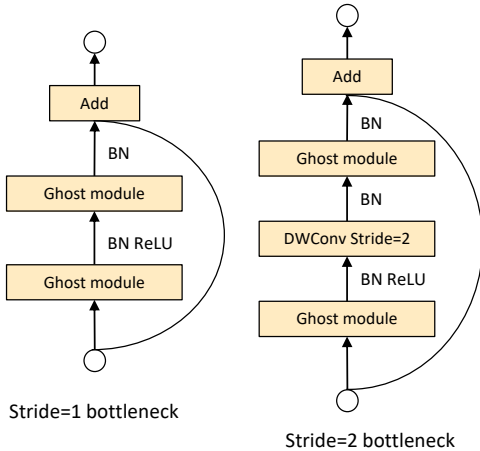 Add
BN
Ghost module
BN ReLU
Ghost module
Stride=1 bottleneck
Add
BN
Ghost module
BN
DWConv Stride=2
BN ReLU
Ghost module
Stride=2 bottleneck